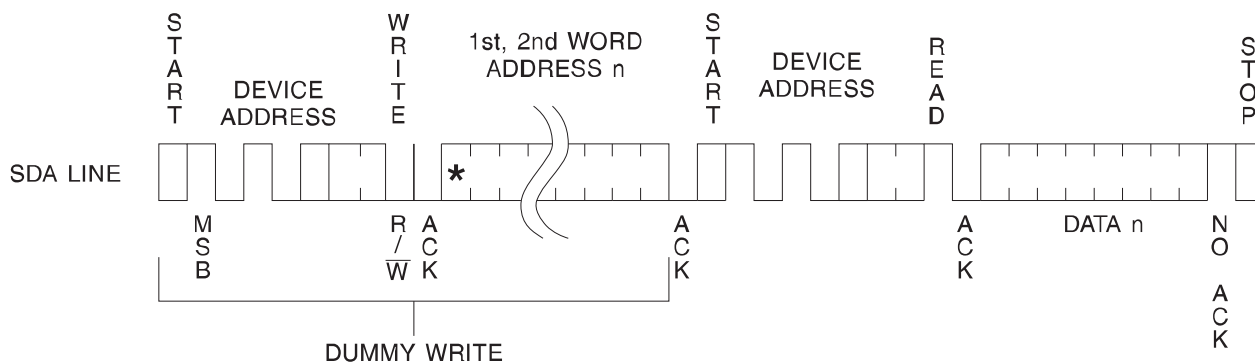 START
WRITE
1st, 2nd WORD
ADDRESS n
START
DEVICE
ADDRESS
READ
STOP
DEVICE
ADDRESS
SDA LINE
*
MSB
R/W
ACK
ACK
ACK
DATA n
NO ACK
DUMMY WRITE